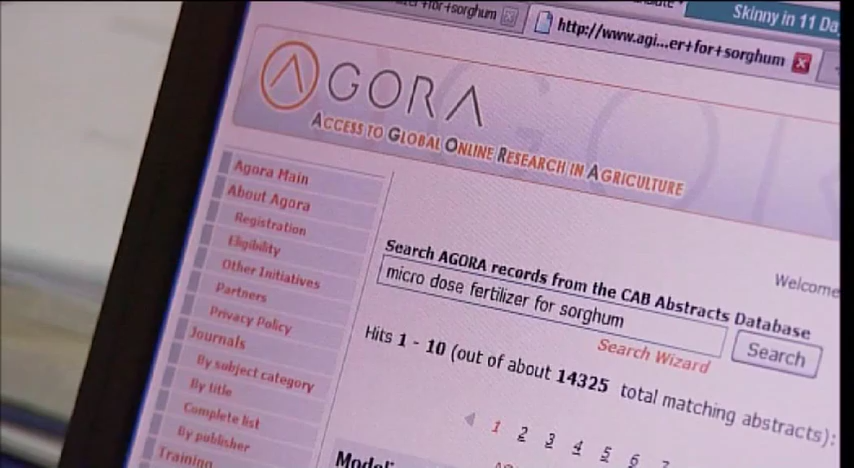 +for+sorghum
Skinny in 11 Da
http://www.agi...er+for+sorghum
AGORA
ACCESS TO GLOBAL ONLINE RESEARCH IN AGRICULTURE
Agora Main
About Agora
Registration
Eligibility
Other Initiatives
Partners
Privacy Policy
Journals
By subject category
By title
Complete list
By publisher
Training
Welcome
Search AGORA records from the CAB Abstracts Database
micro dose fertilizer for sorghum
Search
Search Wizard
Hits 1 - 10 (out of about 14325 total matching abstracts):
1 2 3 4 5 6 7